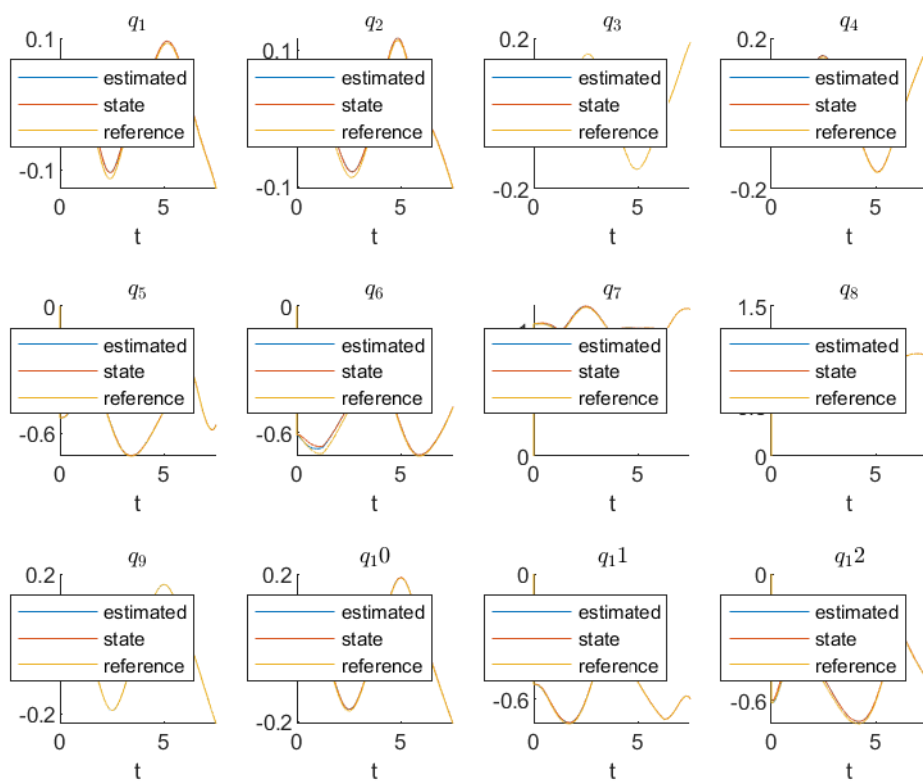 q1 q2 q3 q4
0.1 0.1 0.2 0.2
estimated estimated estimated estimated
state state state state
reference reference reference reference
-0.1 -0.1 -0.2 -0.2
0 5 0 5 0 5 0 5
t t t t
q5 q6 q7 q8
0 0 1.5
estimated estimated estimated estimated
state state state state
reference reference reference reference
-0.6 -0.6 0 0
0 5 0 5 0 5 0 5
t t t t
q9 q10 q11 q12
0.2 0.2 0 0
estimated estimated estimated estimated
state state state state
reference reference reference reference
-0.2 -0.2 -0.6 -0.6
0 5 0 5 0 5 0 5
t t t t